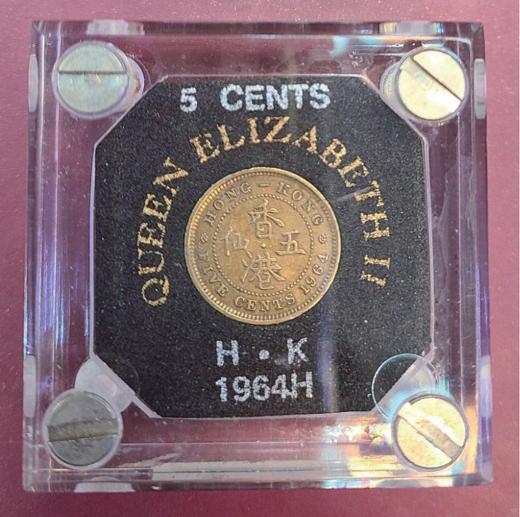 5 CENTS
QUEEN ELIZABETH II
HONG-KONG
香
仙 五
港
FIVE CENTS 1964
H · K
1964H